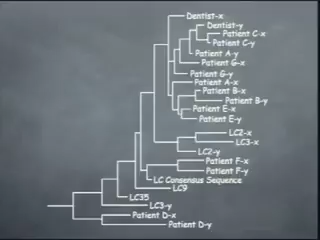 Dentist-x
Dentist-y
Patient C-x
Patient C-y
Patient A-y
Patient G-x
Patient G-y
Patient A-x
Patient B-x
Patient B-y
Patient E-x
Patient E-y
LC2-x
LC3-x
LC2-y
Patient F-x
Patient F-y
LC Consensus Sequence
LC9
LC35
LC3-y
Patient D-x
Patient D-y